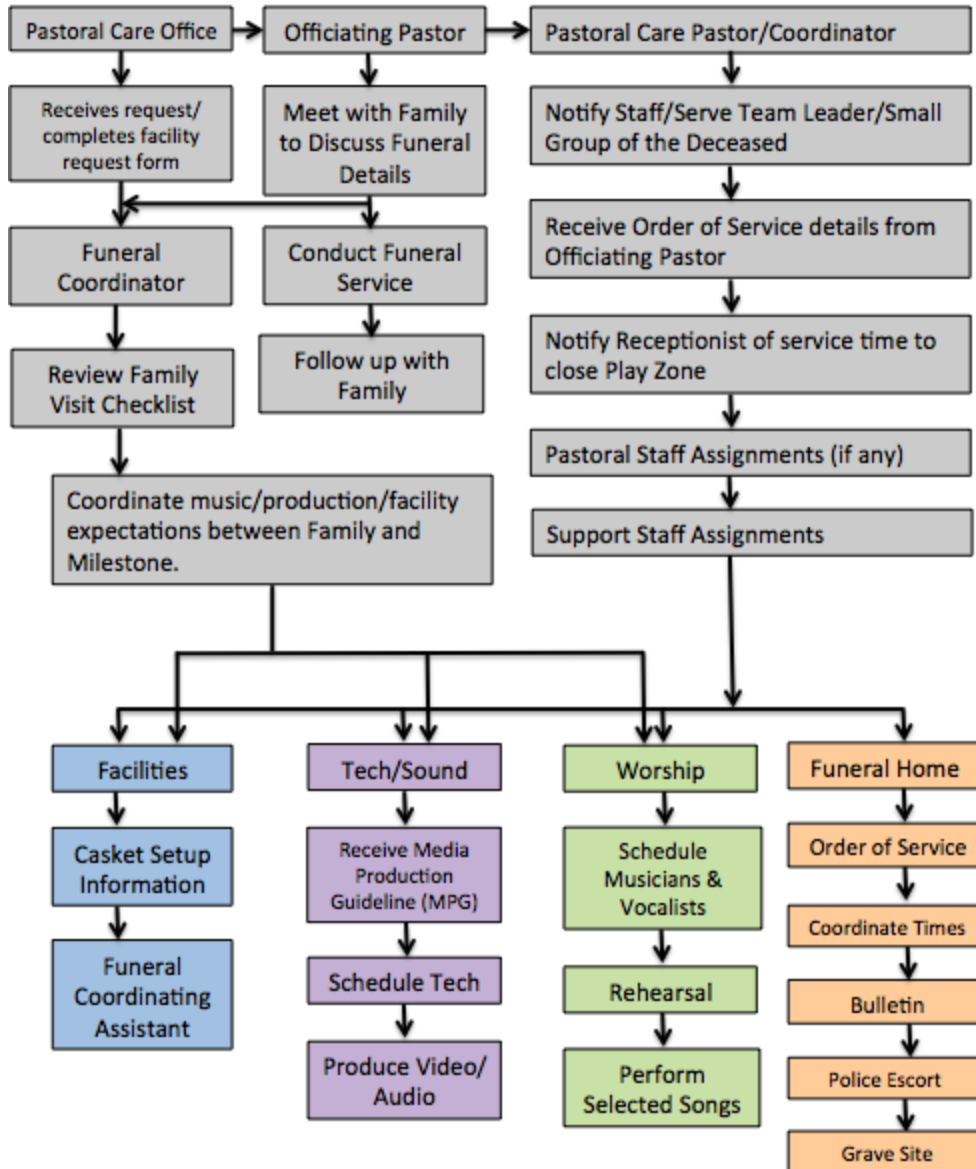 Pastoral Care Office
Officiating Pastor
Pastoral Care Pastor/Coordinator
Receives request/
completes facility
request form
Meet with Family
to Discuss Funeral
Details
Notify Staff/Serve Team Leader/Small
Group of the Deceased
Funeral
Coordinator
Conduct Funeral
Service
Receive Order of Service details from
Officiating Pastor
Review Family
Visit Checklist
Follow up with
Family
Notify Receptionist of service time to
close Play Zone
Pastoral Staff Assignments (if any)
Coordinate music/production/facility
expectations between Family and
Milestone.
Support Staff Assignments
Facilities
Casket Setup
Information
Funeral
Coordinating
Assistant
Tech/Sound
Receive Media
Production
Guideline (MPG)
Schedule Tech
Produce Video/
Audio
Worship
Schedule
Musicians &
Vocalists
Rehearsal
Perform
Selected Songs
Funeral Home
Order of Service
Coordinate Times
Bulletin
Police Escort
Grave Site